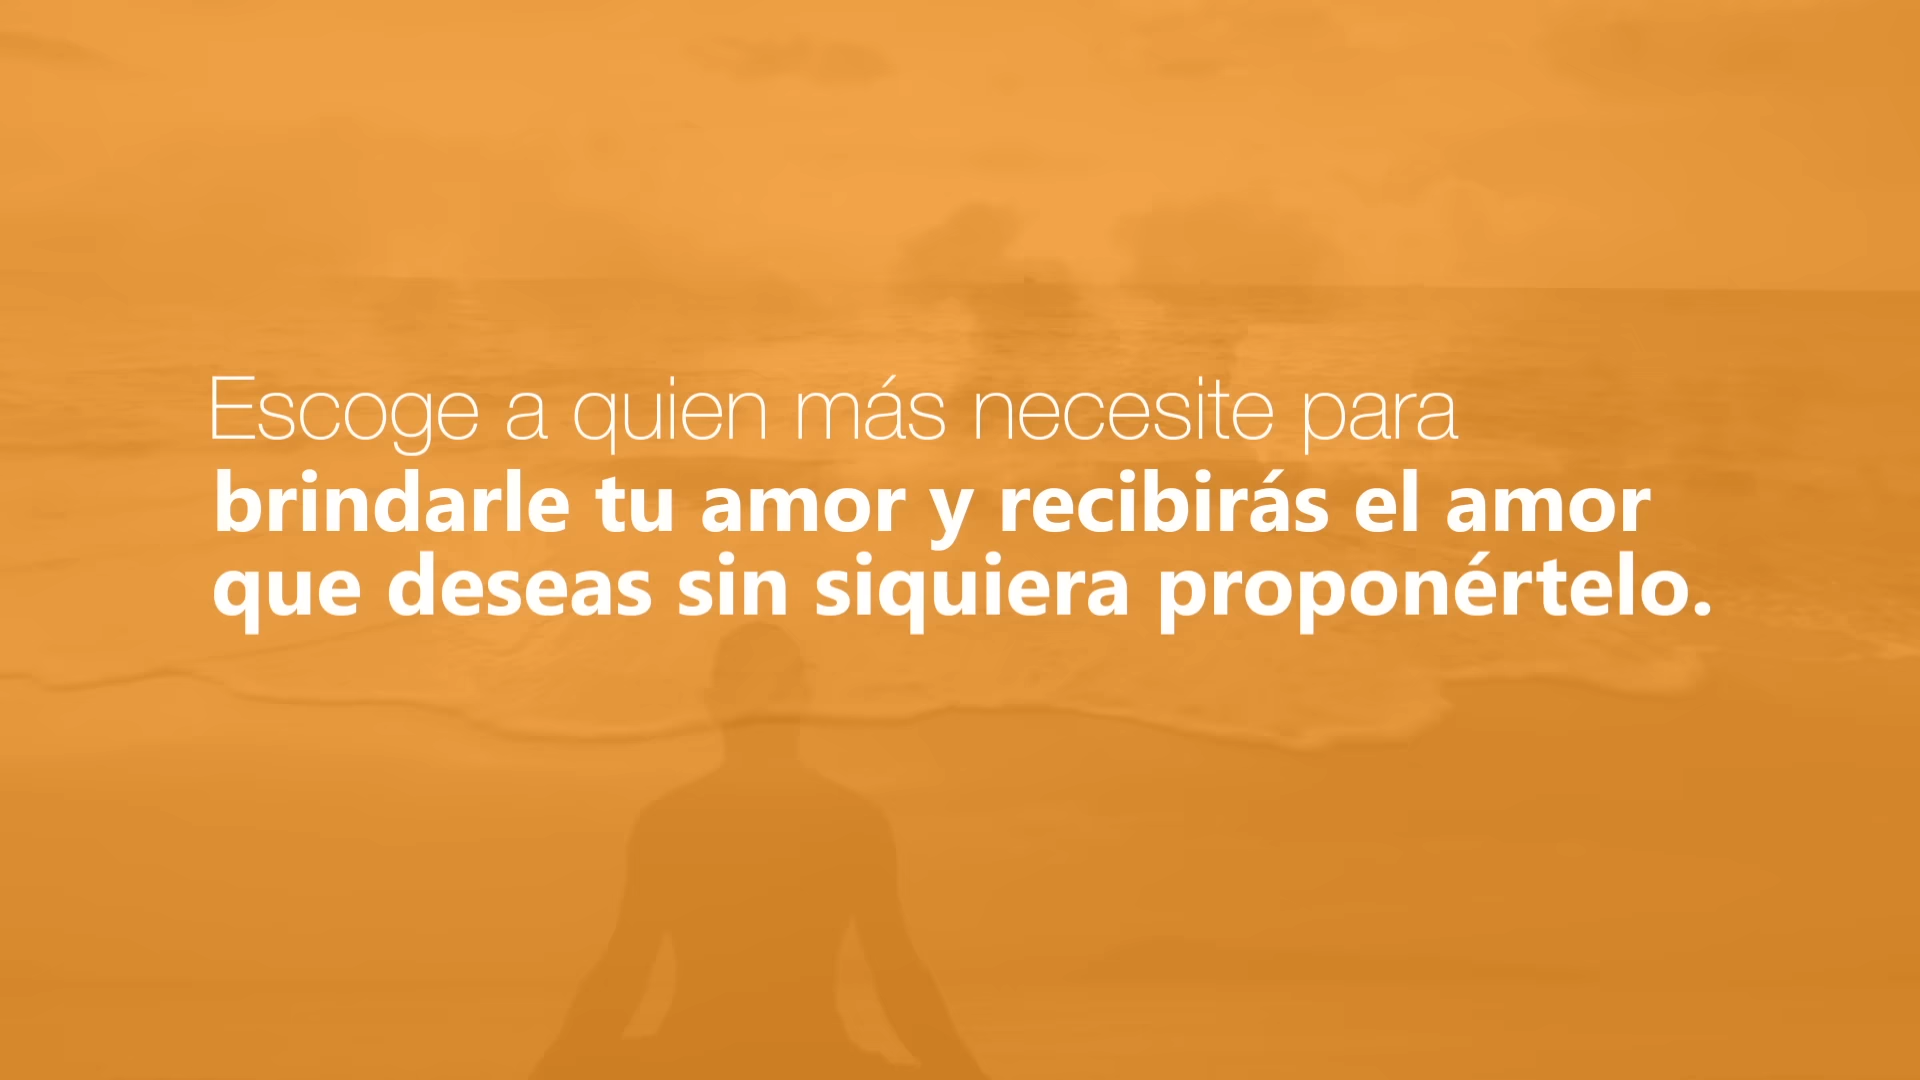 Escoge a quien más necesite para
brindarle tu amor y recibirás el amor
que deseas sin siquiera proponértelo.